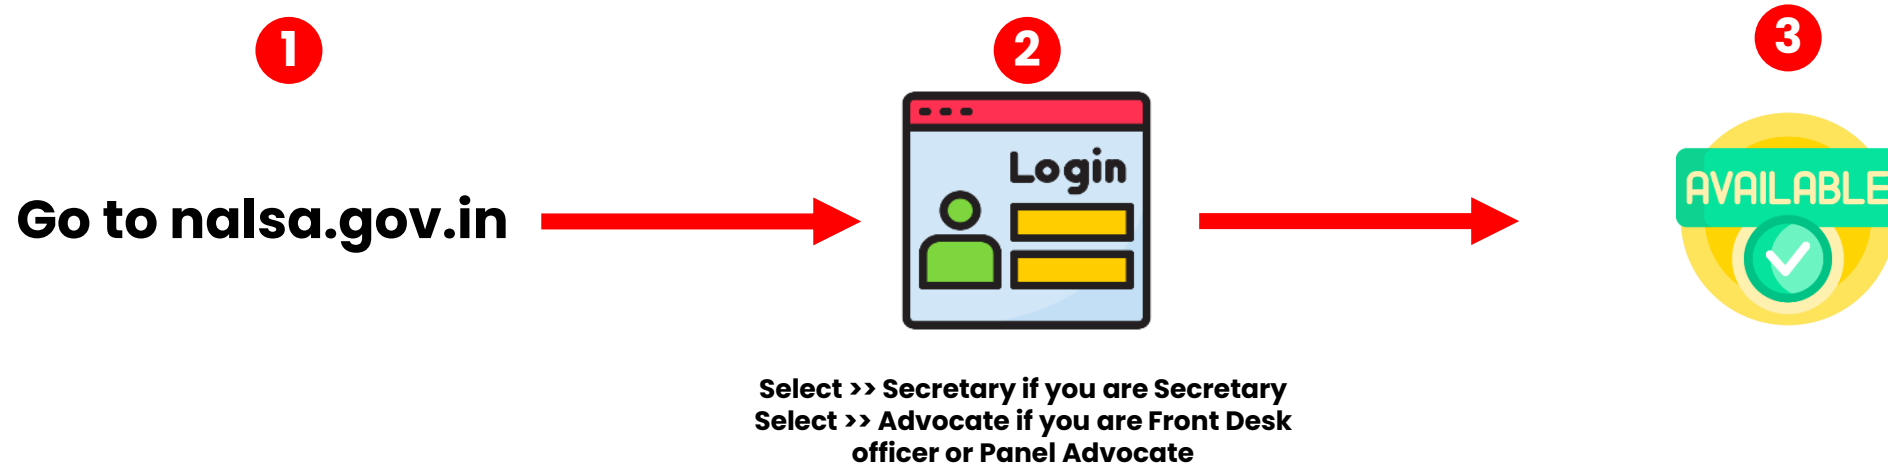 1
2
3
Go to nalsa.gov.in
Login
AVAILABLE
Select >> Secretary if you are Secretary
Select >> Advocate if you are Front Desk
officer or Panel Advocate